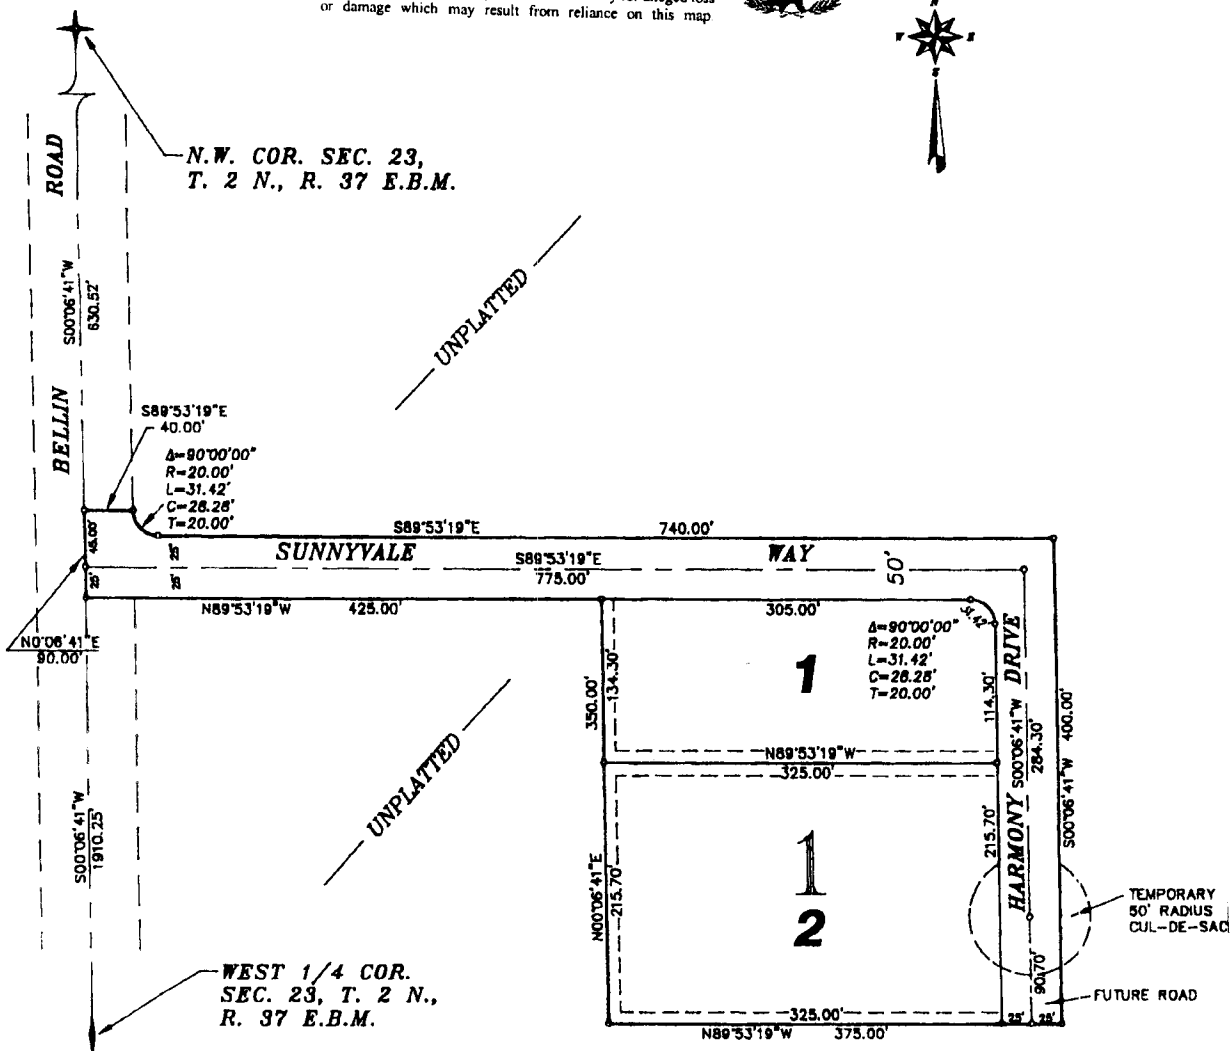 or damage which may result from reliance on this map
N
W E
S
N.W. COR. SEC. 23,
T. 2 N., R. 37 E.B.M.
BELLIN ROAD
S00°06'41"W
630.52'
UNPLATTED
S89°53'19"E
40.00'
Δ=90°00'00"
R=20.00'
L=31.42'
C=28.28'
T=20.00'
S89°53'19"E 740.00'
25'
25'
25'
SUNNYVALE WAY
S89°53'19"E
775.00'
50'
N89°53'19"W 425.00'
N0°06'41"E
90.00'
305.00'
31.42'
Δ=90°00'00"
R=20.00'
L=31.42'
C=28.28'
T=20.00'
1
350.00'
134.30'
114.30'
HARMONY DRIVE
S00°06'41"W
284.30'
S00°06'41"W 400.00'
N89°53'19"W
325.00'
UNPLATTED
S00°06'41"W
1910.25'
N00°06'41"E
215.70'
215.70'
1
2
TEMPORARY
50' RADIUS
CUL-DE-SAC
90.70'
FUTURE ROAD
WEST 1/4 COR.
SEC. 23, T. 2 N.,
R. 37 E.B.M.
325.00'
N89°53'19"W 375.00'
25' 25'